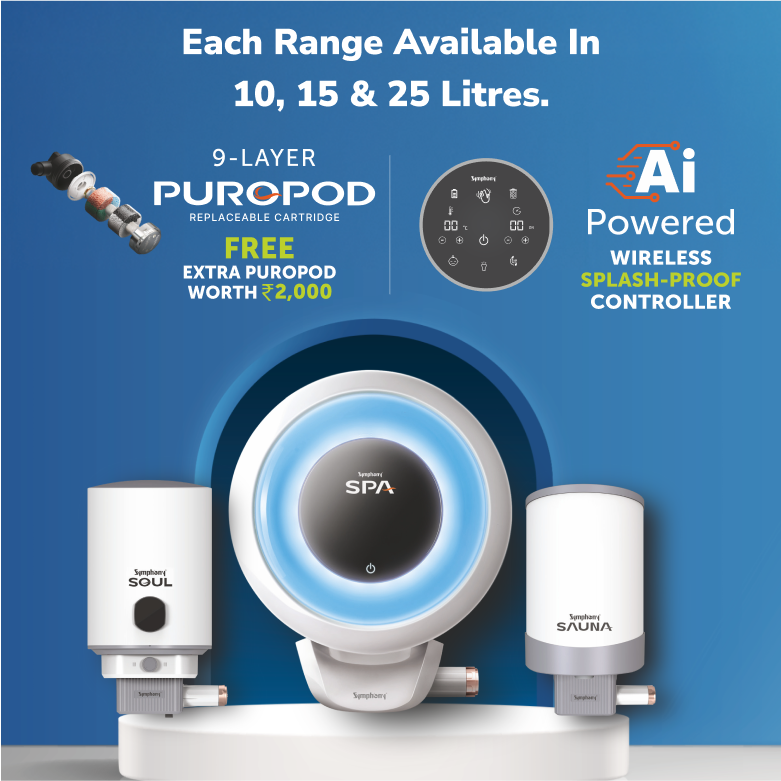 Each Range Available In
10, 15 & 25 Litres.
9-LAYER
PUROPOD
REPLACEABLE CARTRIDGE
FREE
EXTRA PUROPOD
WORTH ₹2,000
Symphony
00 °C
00
Ai
Powered
WIRELESS
SPLASH-PROOF
CONTROLLER
Symphony
SPA
Symphony
SOUL
Symphony
SAUNA
Symphony
Symphony
Symphony